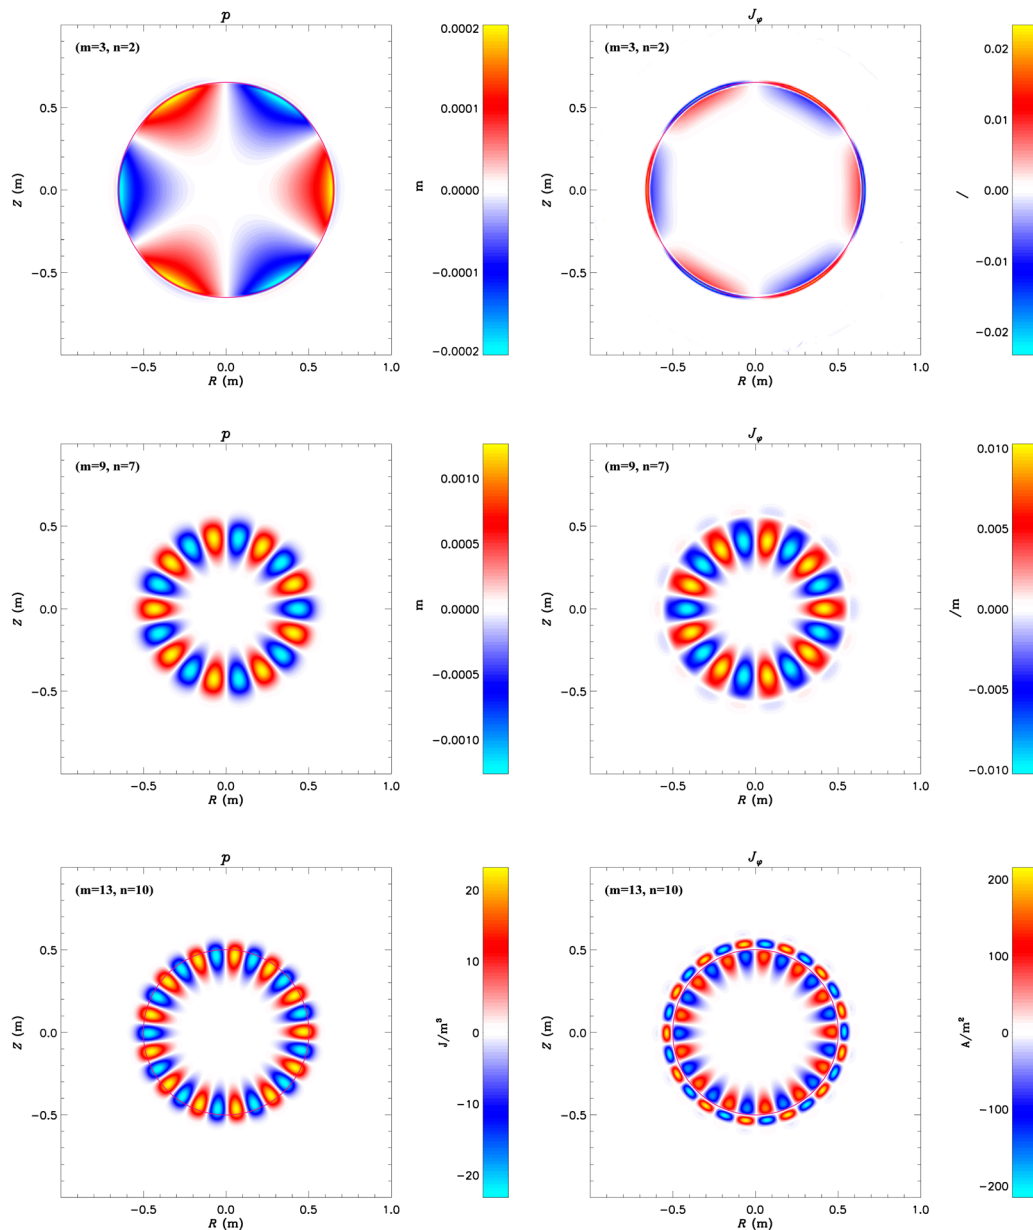 p
(m=3, n=2)
0.5
0.0
−0.5
Z (m)
−0.5
0.0
0.5
1.0
R (m)
0.0002
0.0001
0.0000
−0.0001
−0.0002
m
Jφ
(m=3, n=2)
0.5
0.0
−0.5
Z (m)
−0.5
0.0
0.5
1.0
R (m)
0.02
0.01
0.00
−0.01
−0.02
/
p
(m=9, n=7)
0.5
0.0
−0.5
Z (m)
−0.5
0.0
0.5
1.0
R (m)
0.0010
0.0005
0.0000
−0.0005
−0.0010
m
Jφ
(m=9, n=7)
0.5
0.0
−0.5
Z (m)
−0.5
0.0
0.5
1.0
R (m)
0.010
0.005
0.000
−0.005
−0.010
/m
p
(m=13, n=10)
0.5
0.0
−0.5
Z (m)
−0.5
0.0
0.5
1.0
R (m)
20
10
0
−10
−20
J/m³
Jφ
(m=13, n=10)
0.5
0.0
−0.5
Z (m)
−0.5
0.0
0.5
1.0
R (m)
200
100
0
−100
−200
A/m²